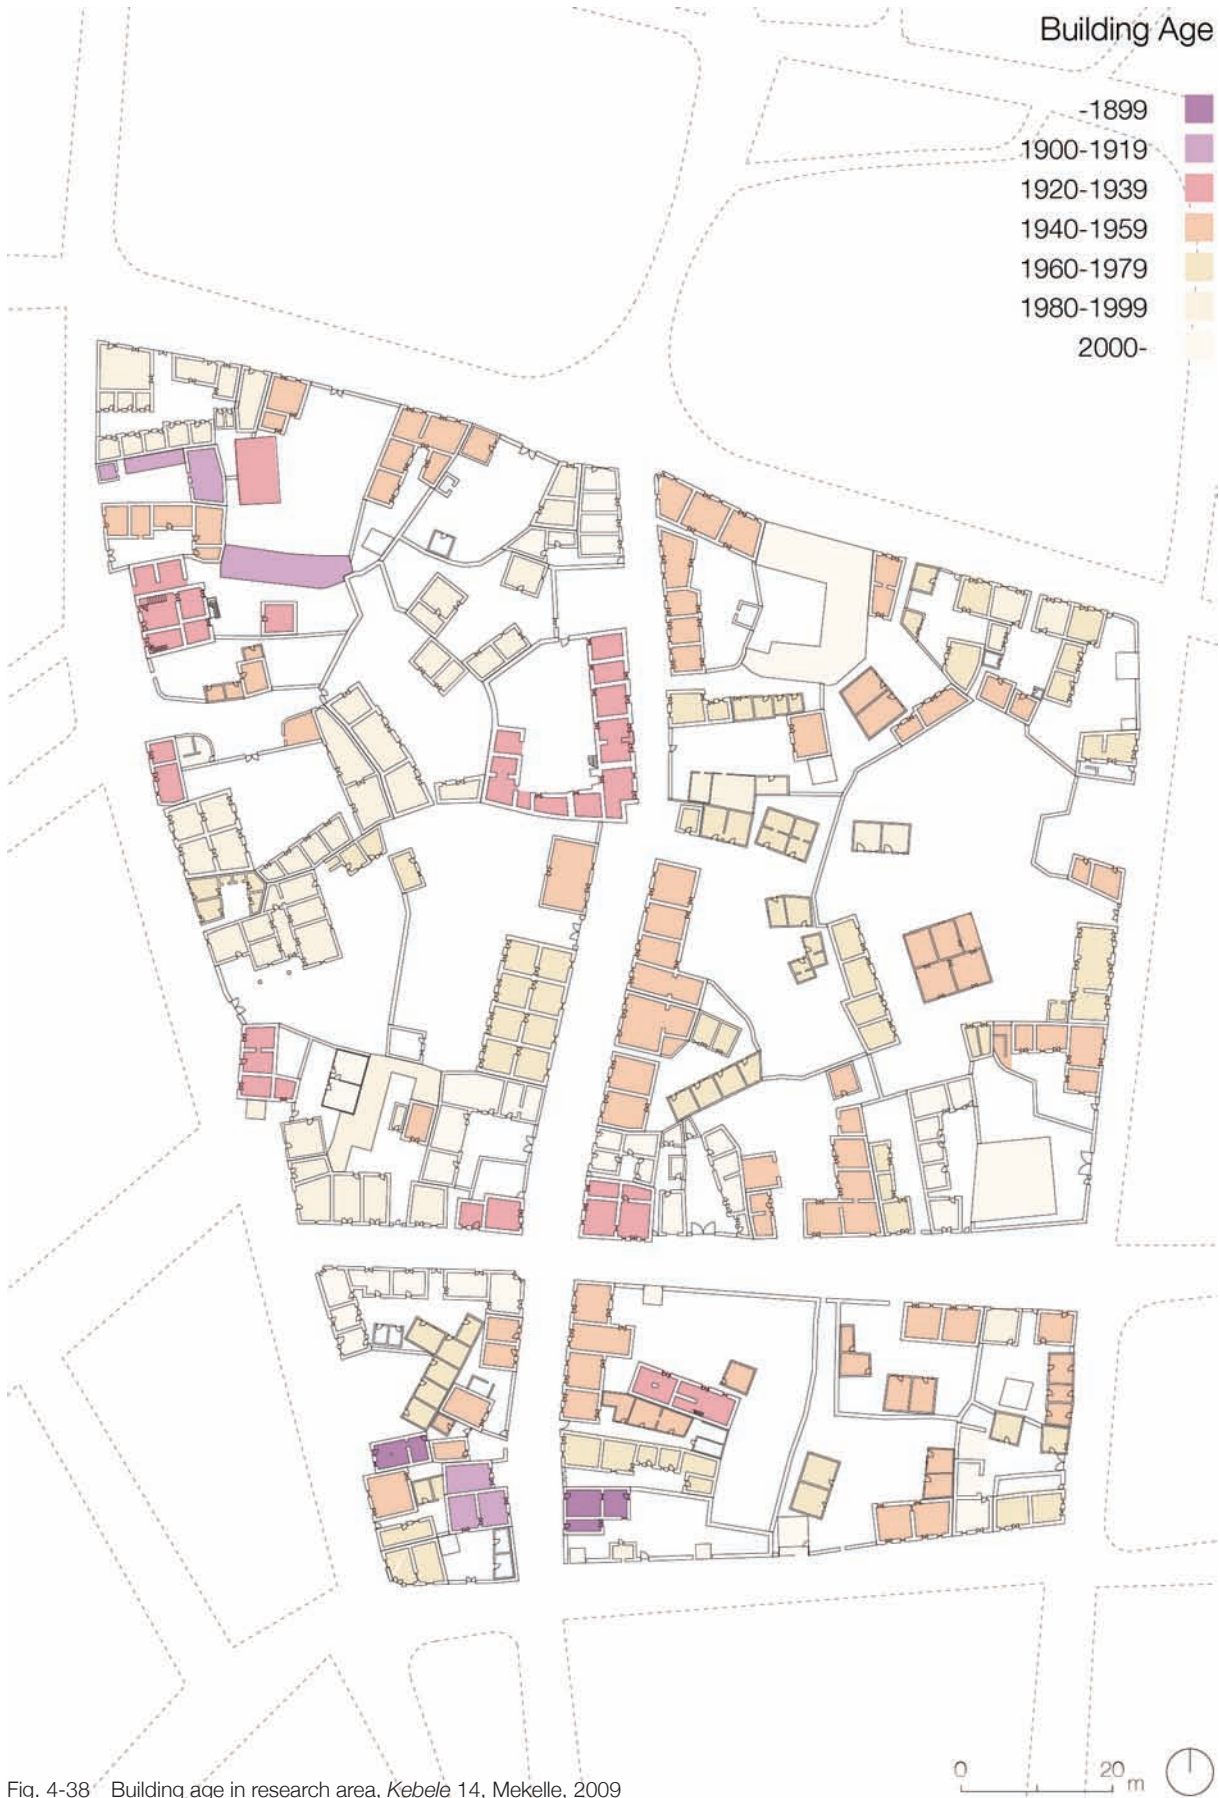 Building Age
-1899
1900-1919
1920-1939
1940-1959
1960-1979
1980-1999
2000-
0 20 m
Fig. 4-38 Building age in research area, Kebele 14, Mekelle, 2009